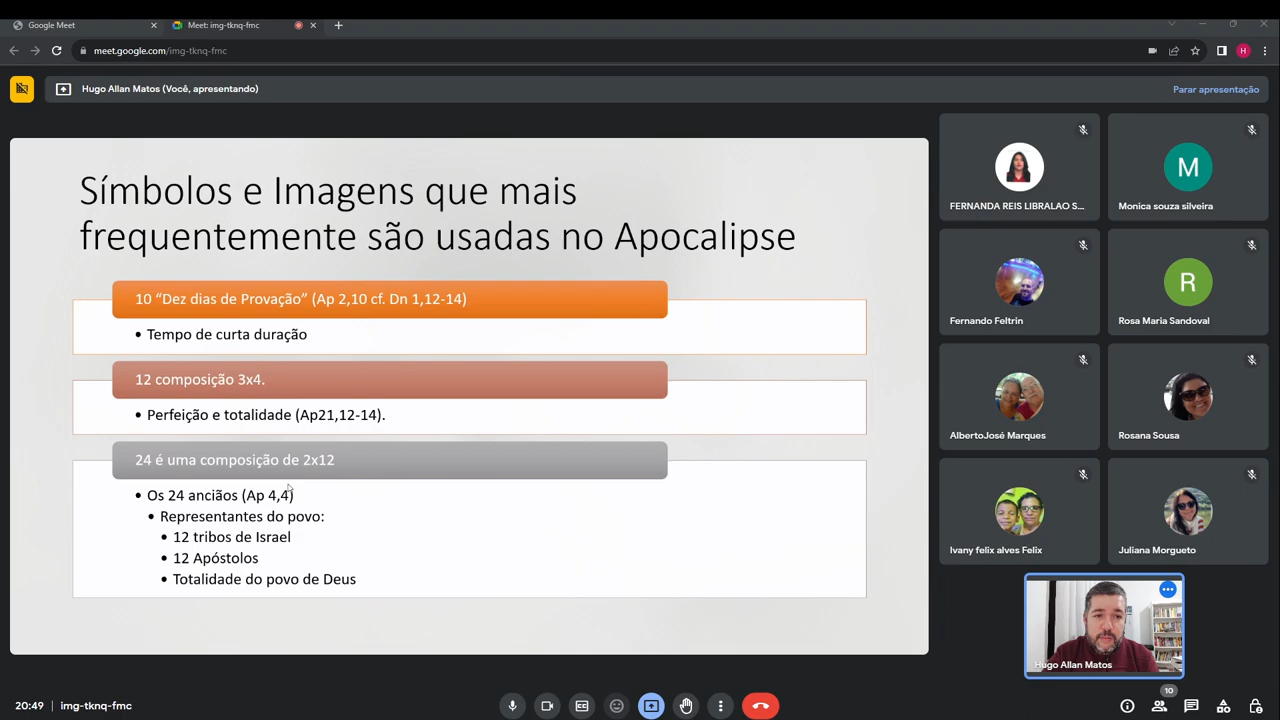 Google Meet
Meet: img-tknq-fmc
meet.google.com/img-tknq-fmc
H
Hugo Allan Matos (Você, apresentando)
Parar apresentação
Símbolos e Imagens que mais
frequentemente são usadas no Apocalipse
10 “Dez dias de Provação” (Ap 2,10 cf. Dn 1,12-14)
• Tempo de curta duração
12 composição 3x4.
• Perfeição e totalidade (Ap21,12-14).
24 é uma composição de 2x12
• Os 24 anciãos (Ap 4,4)
• Representantes do povo:
• 12 tribos de Israel
• 12 Apóstolos
• Totalidade do povo de Deus
FERNANDA REIS LIBRALAO S...
M
Monica souza silveira
Fernando Feltrin
R
Rosa Maria Sandoval
AlbertoJosé Marques
Rosana Sousa
Ivany felix alves Felix
Juliana Morgueto
Hugo Allan Matos
20:49
img-tknq-fmc
10